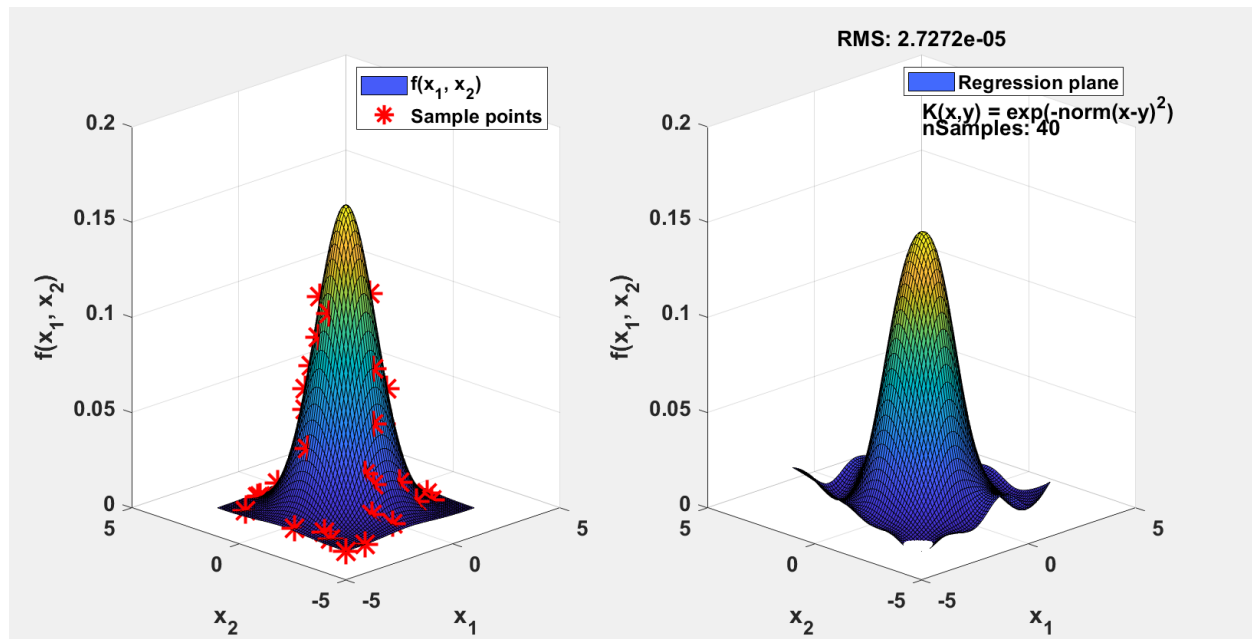 f(x1, x2)
Sample points
0.2
0.15
0.1
0.05
0
f(x1, x2)
5
0
-5
x2
-5
0
5
x1
RMS: 2.7272e-05
Regression plane
K(x,y) = exp(-norm(x-y)^2)
nSamples: 40
0.2
0.15
0.1
0.05
0
f(x1, x2)
5
0
-5
x2
-5
0
5
x1